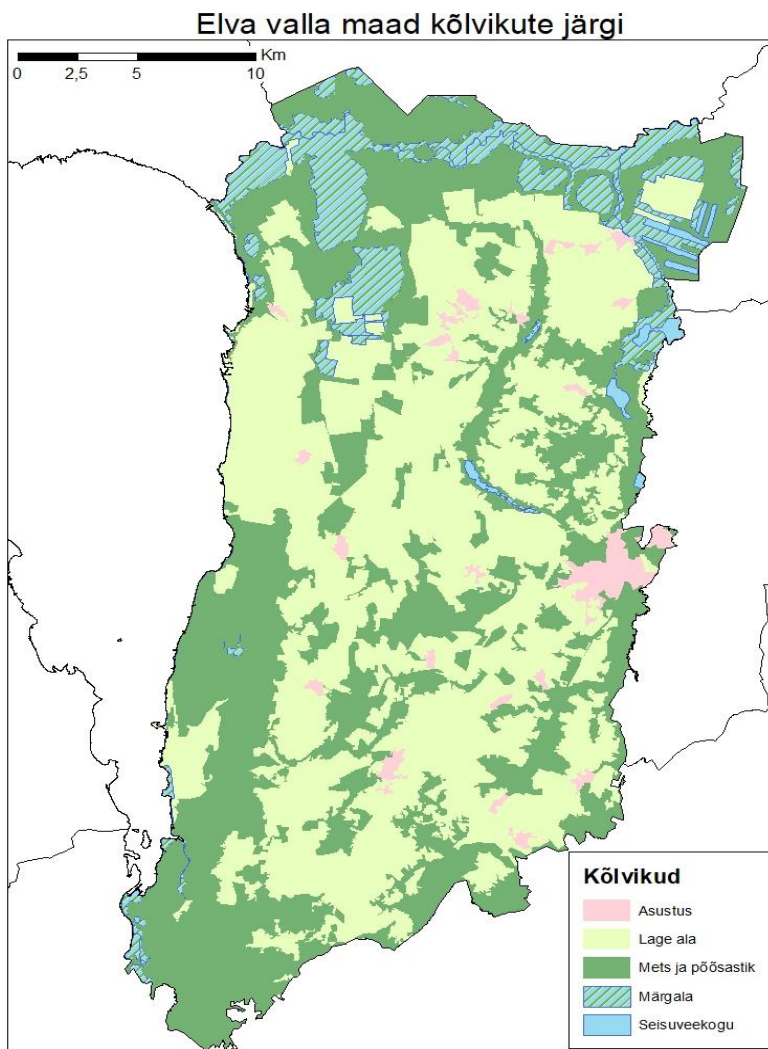 Elva valla maad kõlvikute järgi
Km
0 2,5 5 10
Kõlvikud
Asustus
Lage ala
Mets ja põõsastik
Märgala
Seisuveekogu